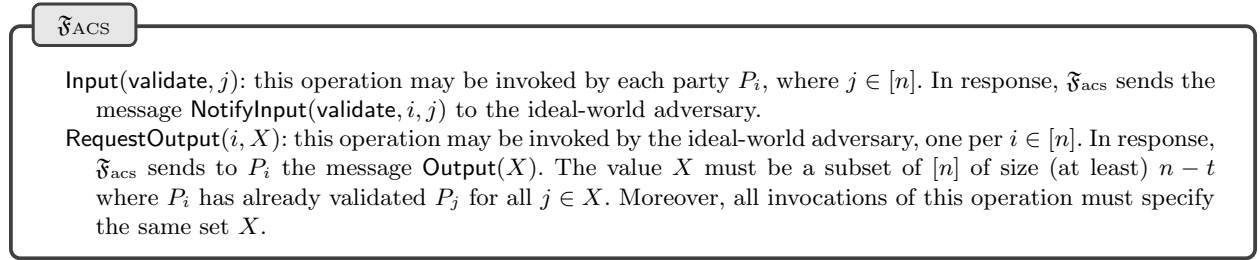 𝔉ACS
Input(validate, j): this operation may be invoked by each party Pᵢ, where j ∈ [n]. In response, 𝔉acs sends the
message NotifyInput(validate, i, j) to the ideal-world adversary.
RequestOutput(i, X): this operation may be invoked by the ideal-world adversary, one per i ∈ [n]. In response,
𝔉acs sends to Pᵢ the message Output(X). The value X must be a subset of [n] of size (at least) n − t
where Pᵢ has already validated Pⱼ for all j ∈ X. Moreover, all invocations of this operation must specify
the same set X.